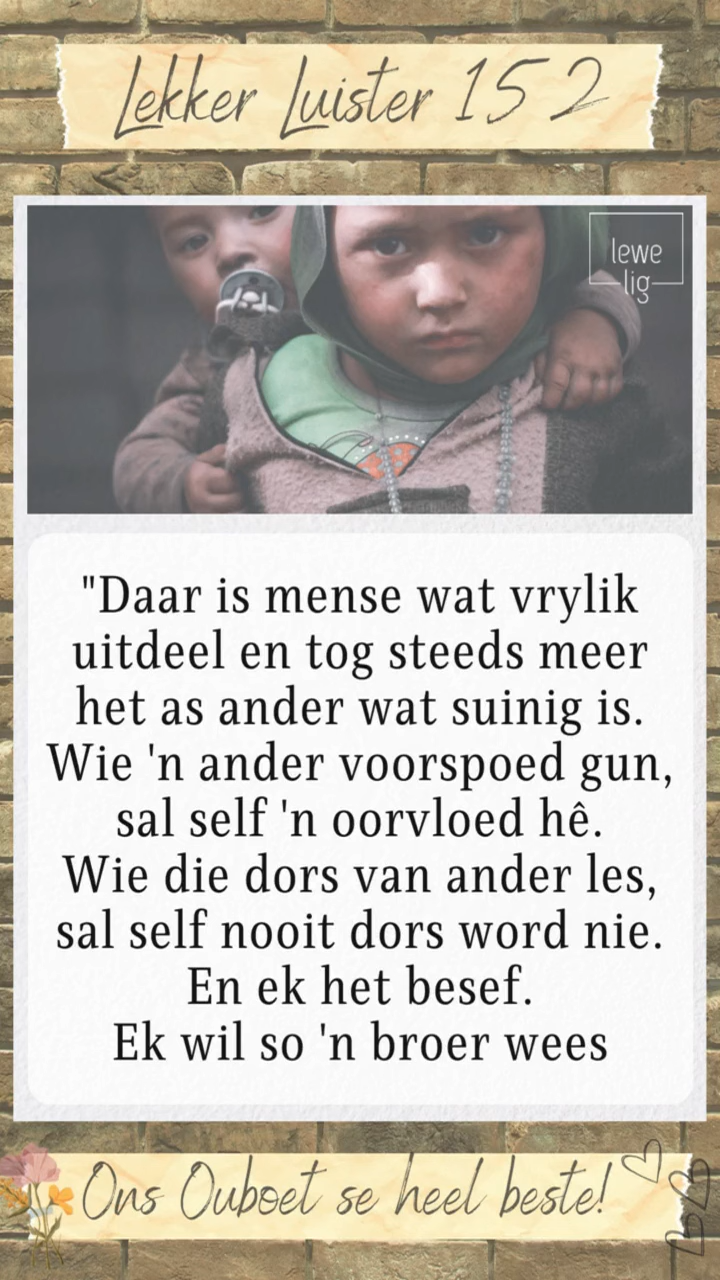 Lekker Luister 152
lewe
lig
"Daar is mense wat vrylik
uitdeel en tog steeds meer
het as ander wat suinig is.
Wie 'n ander voorspoed gun,
sal self 'n oorvloed hê.
Wie die dors van ander les,
sal self nooit dors word nie.
En ek het besef.
Ek wil so 'n broer wees
Ons Ouboet se heel beste!